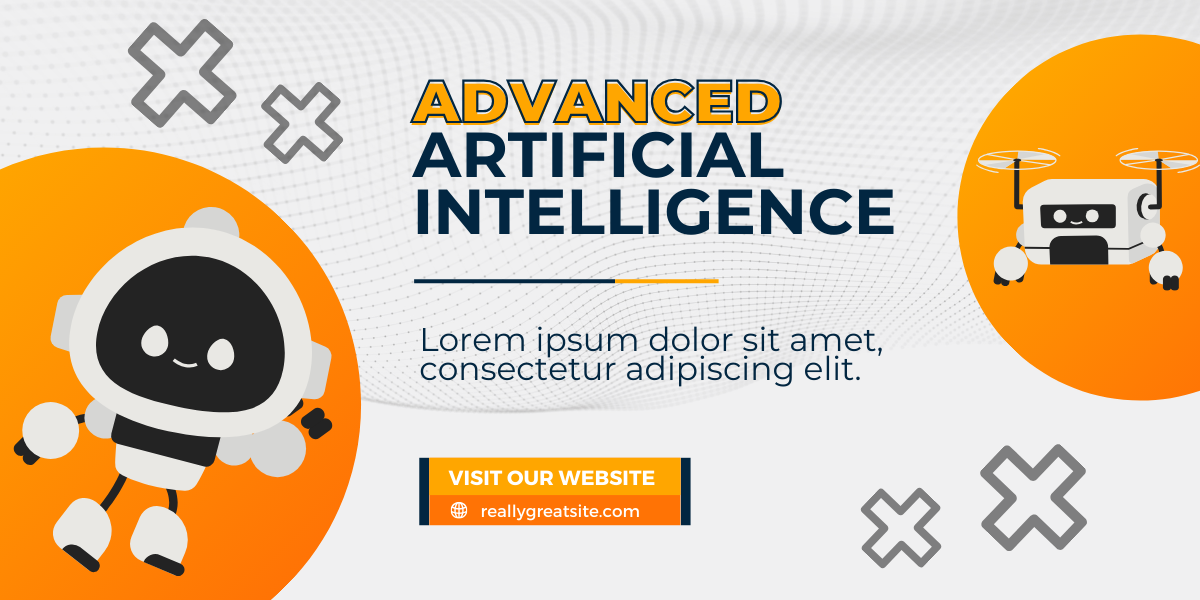 ADVANCED
ARTIFICIAL
INTELLIGENCE
Lorem ipsum dolor sit amet,
consectetur adipiscing elit.
VISIT OUR WEBSITE
reallygreatsite.com